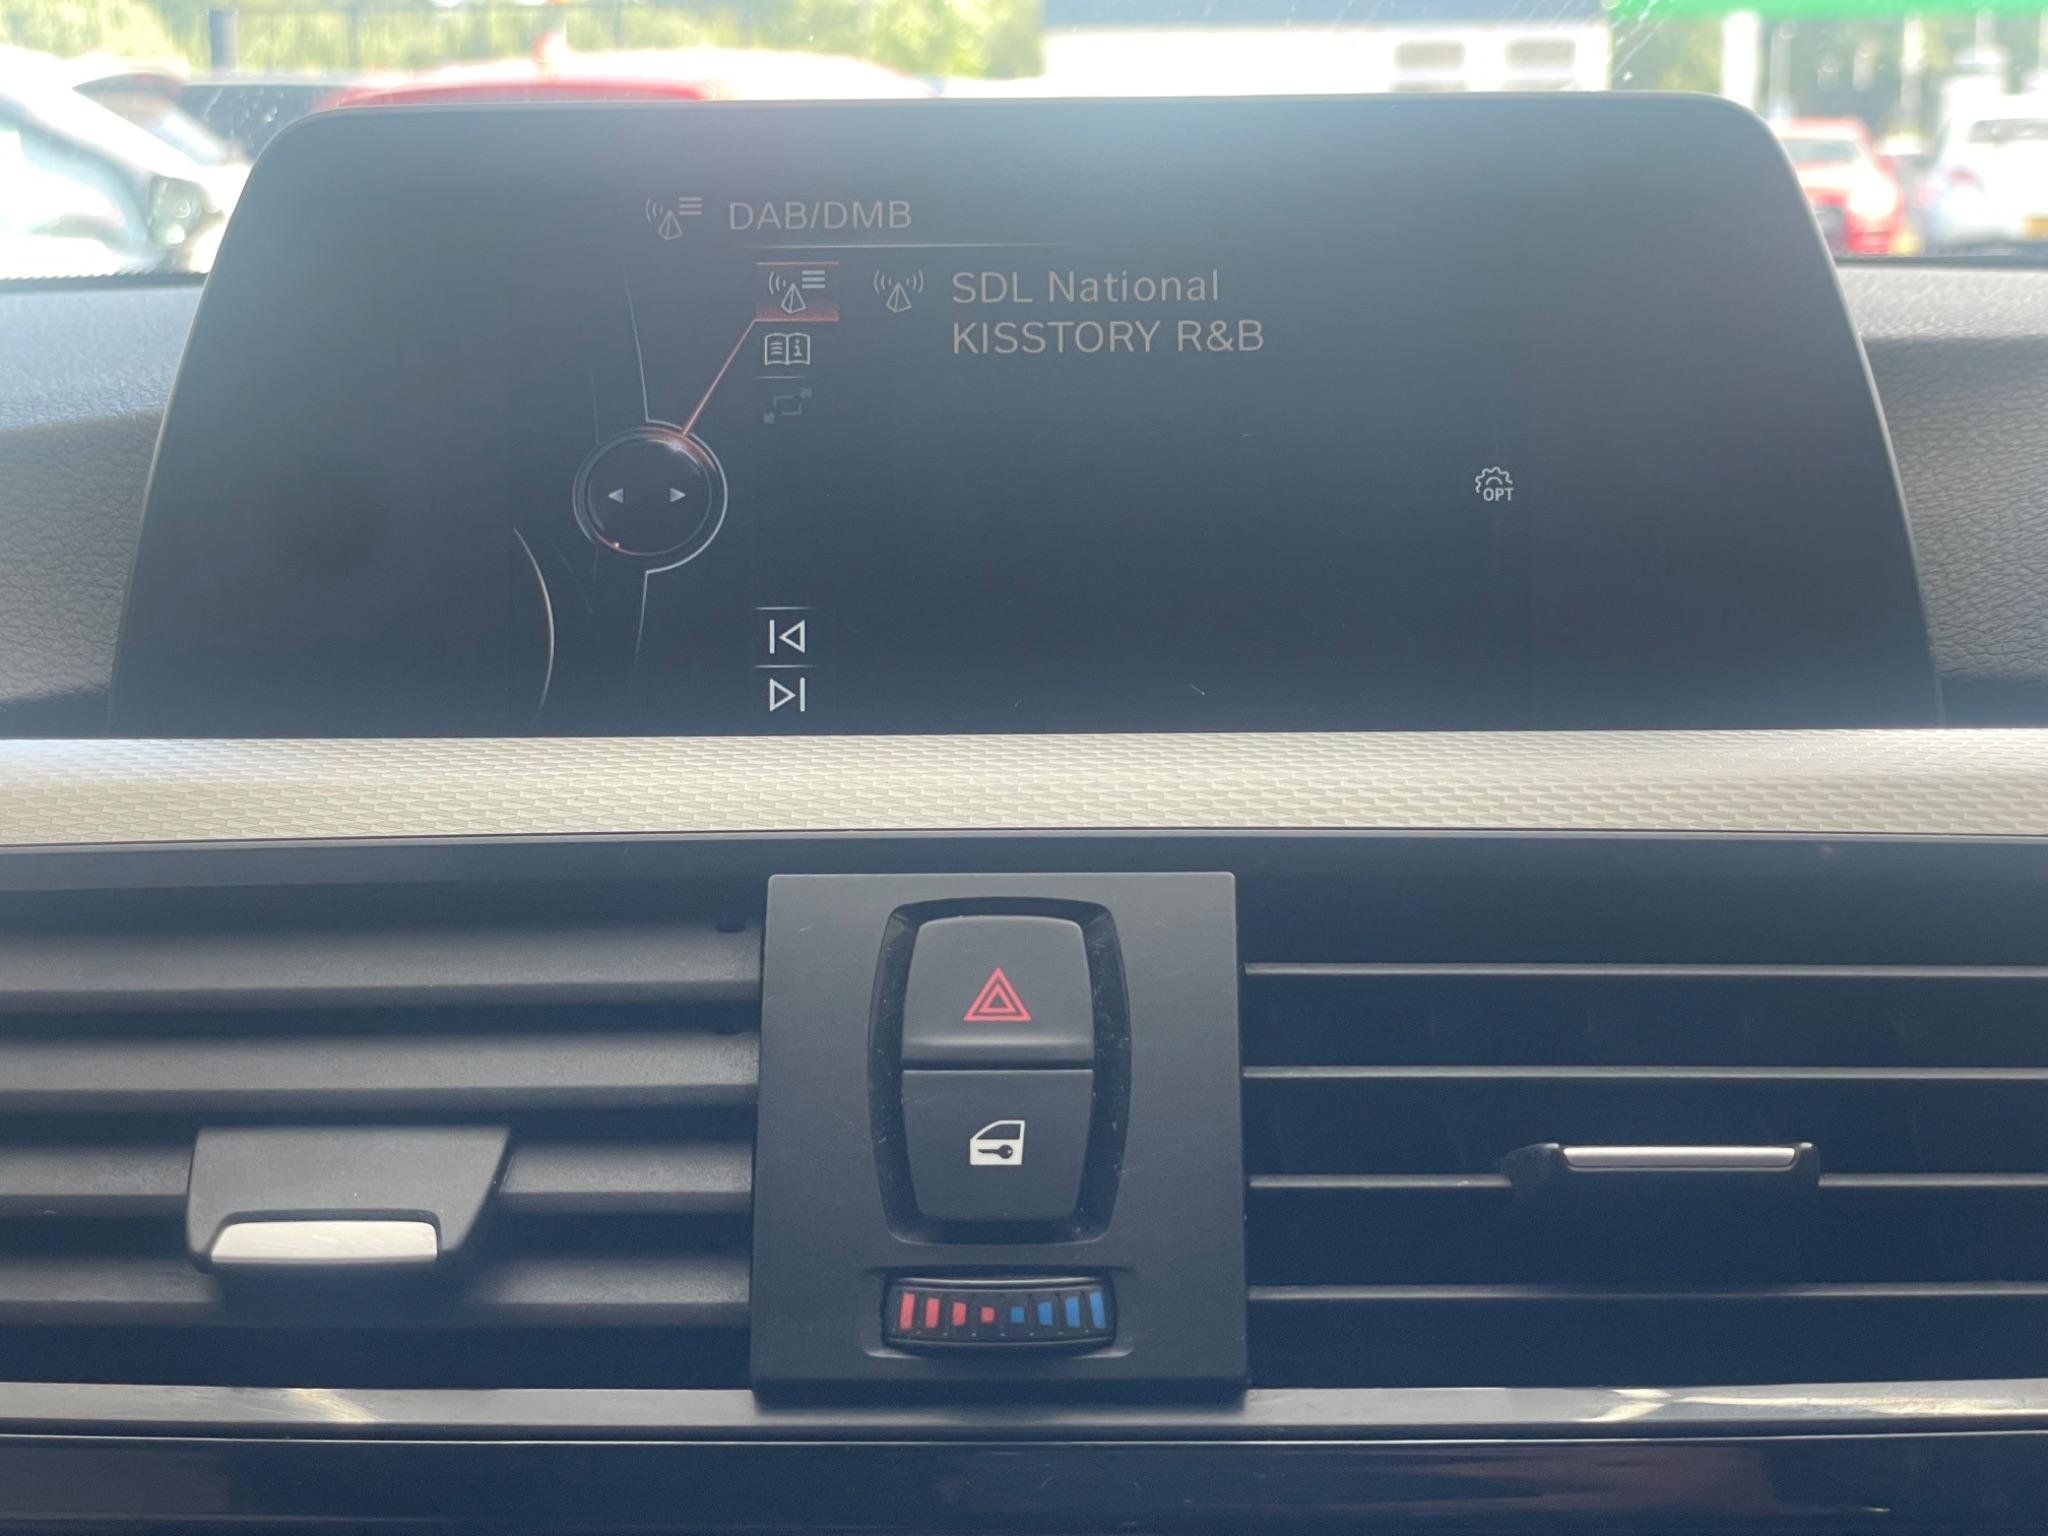 DAB/DMB
SDL National
KISSTORY R&B
OPT